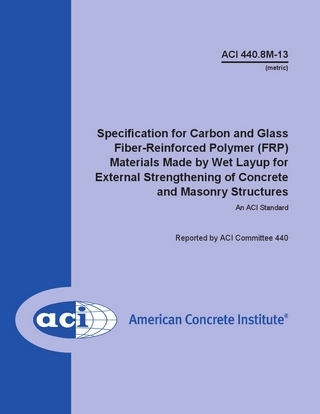 ACI 440.8M-13
(metric)
Specification for Carbon and Glass
Fiber-Reinforced Polymer (FRP)
Materials Made by Wet Layup for
External Strengthening of Concrete
and Masonry Structures
An ACI Standard
Reported by ACI Committee 440
aci
American Concrete Institute®